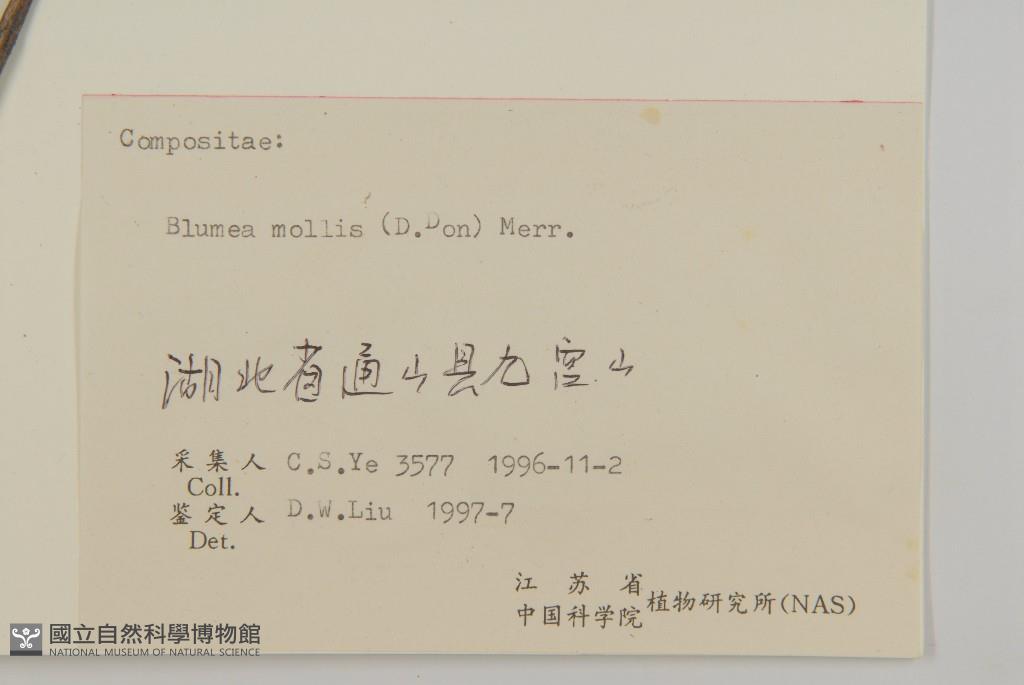 Compositae:
Blumea mollis (D.Don) Merr.
湖北省通山县九宫山
采集人 C.S.Ye 3577 1996-11-2
Coll.
鉴定人 D.W.Liu 1997-7
Det.
江苏省
中国科学院植物研究所(NAS)
國立自然科學博物館
NATIONAL MUSEUM OF NATURAL SCIENCE